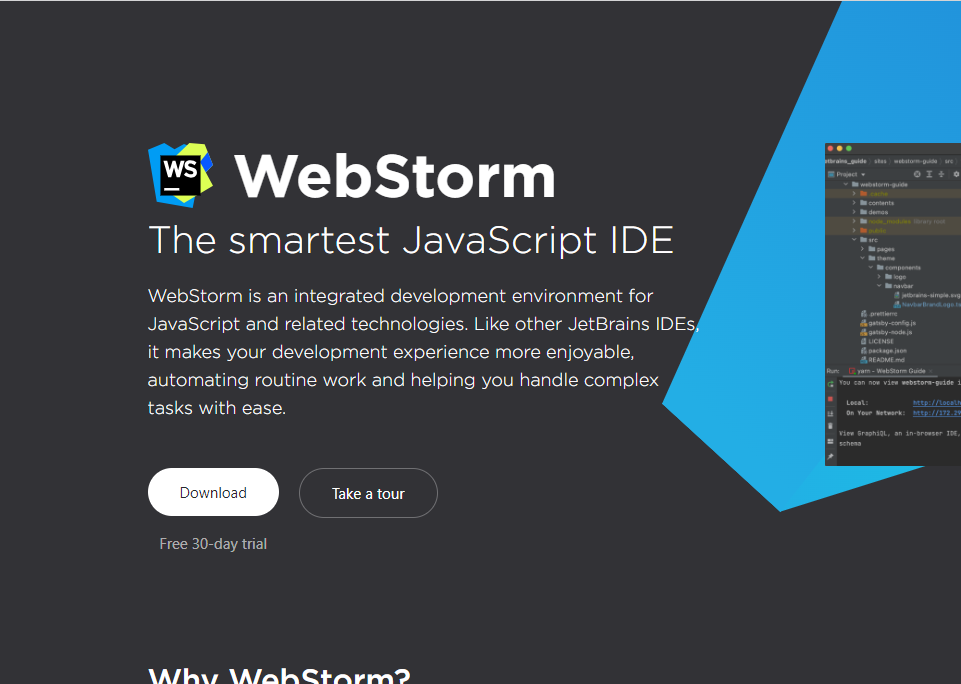 WS
WebStorm
The smartest JavaScript IDE
WebStorm is an integrated development environment for
JavaScript and related technologies. Like other JetBrains IDEs,
it makes your development experience more enjoyable,
automating routine work and helping you handle complex
tasks with ease.
Download
Take a tour
Free 30-day trial
Why WebStorm?
etbrains_guide sites webstorm-guide src
Project
webstorm-guide
.cache
contents
demos
node_modules library root
public
src
pages
theme
components
logo
navbar
jetbrains-simple.svg
.prettierrc
gatsby-config.js
gatsby-node.js
LICENSE
package.json
README.md
Run: yarn – WebStorm Guide
You can now view webstorm-guide i
Local: http://localh
On Your Network: http://172.29
View GraphiQL, an in-browser IDE,
schema